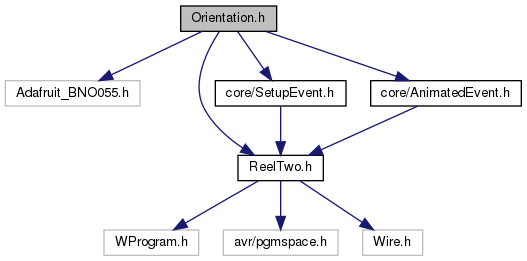 Orientation.h
Adafruit_BNO055.h
core/SetupEvent.h
core/AnimatedEvent.h
ReelTwo.h
WProgram.h
avr/pgmspace.h
Wire.h